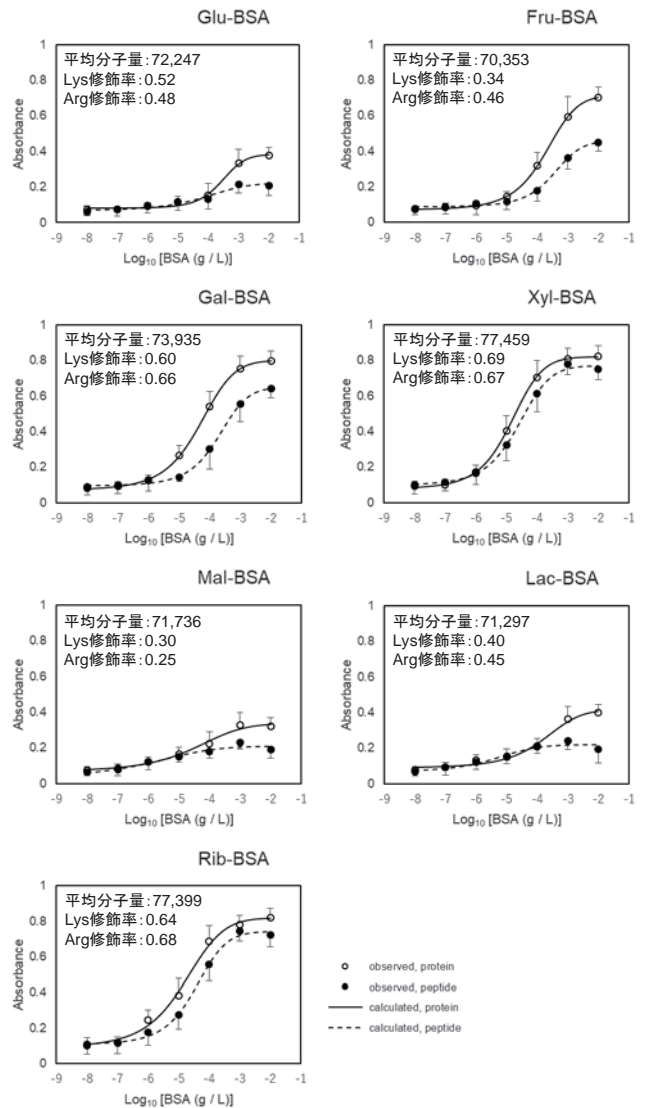 Glu-BSA
平均分子量:72,247
Lys修飾率:0.52
Arg修飾率:0.48
Absorbance
1
0.8
0.6
0.4
0.2
0
-9 -8 -7 -6 -5 -4 -3 -2 -1
Log10 [BSA (g / L)]
Fru-BSA
平均分子量:70,353
Lys修飾率:0.34
Arg修飾率:0.46
Absorbance
1
0.8
0.6
0.4
0.2
0
-9 -8 -7 -6 -5 -4 -3 -2 -1
Log10 [BSA (g / L)]
Gal-BSA
平均分子量:73,935
Lys修飾率:0.60
Arg修飾率:0.66
Absorbance
1
0.8
0.6
0.4
0.2
0
-9 -8 -7 -6 -5 -4 -3 -2 -1
Log10 [BSA (g / L)]
Xyl-BSA
平均分子量:77,459
Lys修飾率:0.69
Arg修飾率:0.67
Absorbance
1
0.8
0.6
0.4
0.2
0
-9 -8 -7 -6 -5 -4 -3 -2 -1
Log10 [BSA (g / L)]
Mal-BSA
平均分子量:71,736
Lys修飾率:0.30
Arg修飾率:0.25
Absorbance
1
0.8
0.6
0.4
0.2
0
-9 -8 -7 -6 -5 -4 -3 -2 -1
Log10 [BSA (g / L)]
Lac-BSA
平均分子量:71,297
Lys修飾率:0.40
Arg修飾率:0.45
Absorbance
1
0.8
0.6
0.4
0.2
0
-9 -8 -7 -6 -5 -4 -3 -2 -1
Log10 [BSA (g / L)]
Rib-BSA
平均分子量:77,399
Lys修飾率:0.64
Arg修飾率:0.68
Absorbance
1
0.8
0.6
0.4
0.2
0
-9 -8 -7 -6 -5 -4 -3 -2 -1
Log10 [BSA (g / L)]
observed, protein
observed, peptide
calculated, protein
calculated, peptide